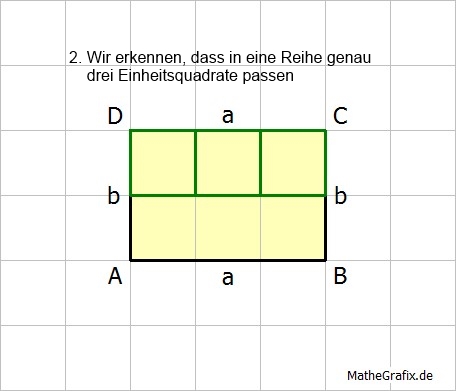 2. Wir erkennen, dass in eine Reihe genau
drei Einheitsquadrate passen
D a C
b b
A a B
MatheGrafix.de